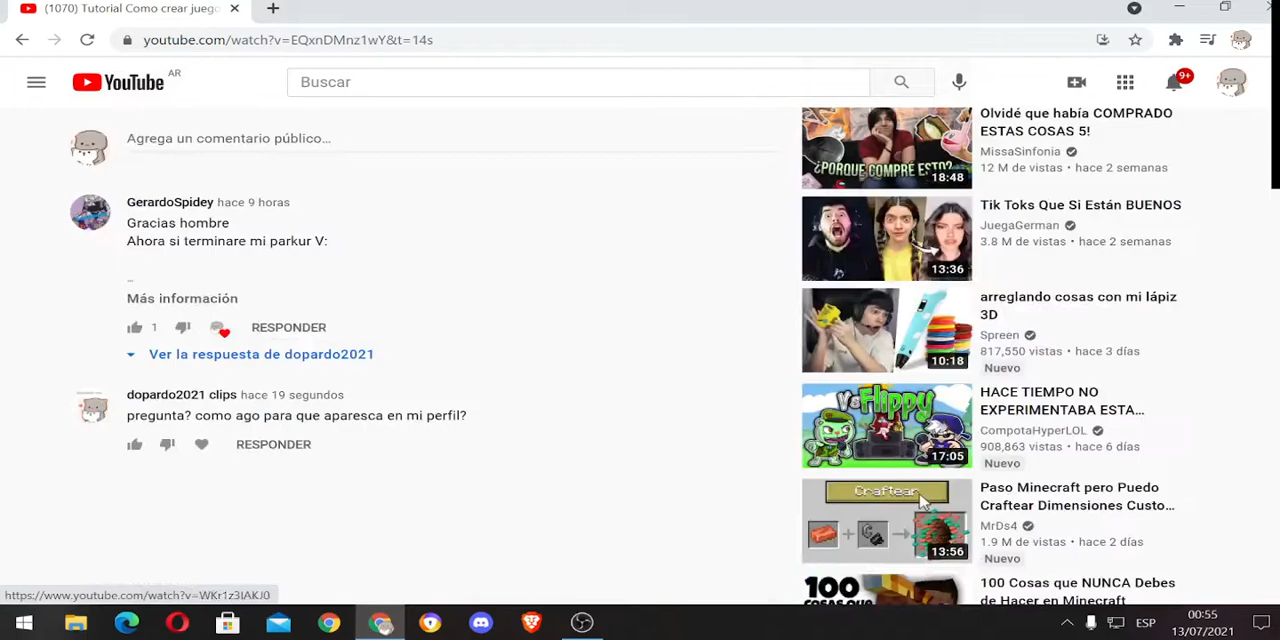 (1070) Tutorial Como crear juego
youtube.com/watch?v=EQxnDMnz1wY&t=14s
YouTube AR
Buscar
9+
Agrega un comentario público...
GerardoSpidey hace 9 horas
Gracias hombre
Ahora si terminare mi parkur V:
..
Más información
1 RESPONDER
Ver la respuesta de dopardo2021
dopardo2021 clips hace 19 segundos
pregunta? como ago para que aparesca en mi perfil?
RESPONDER
¿PORQUE COMPRÉ ESTO?
18:48
Olvidé que había COMPRADO
ESTAS COSAS 5!
MissaSinfonia
12 M de vistas • hace 2 semanas
13:36
Tik Toks Que Si Están BUENOS
JuegaGerman
3.8 M de vistas • hace 2 semanas
10:18
arreglando cosas con mi lápiz
3D
Spreen
817,550 vistas • hace 3 días
Nuevo
Vs Flippy
17:05
HACE TIEMPO NO
EXPERIMENTABA ESTA...
CompotaHyperLOL
908,863 vistas • hace 6 días
Nuevo
Craftear
13:56
Paso Minecraft pero Puedo
Craftear Dimensiones Custo...
MrDs4
1.9 M de vistas • hace 2 días
Nuevo
100
COSAS QUE
100 Cosas que NUNCA Debes
de Hacer en Minecraft
https://www.youtube.com/watch?v=WKr1z3IAKJ0
ESP
00:55
13/07/2021